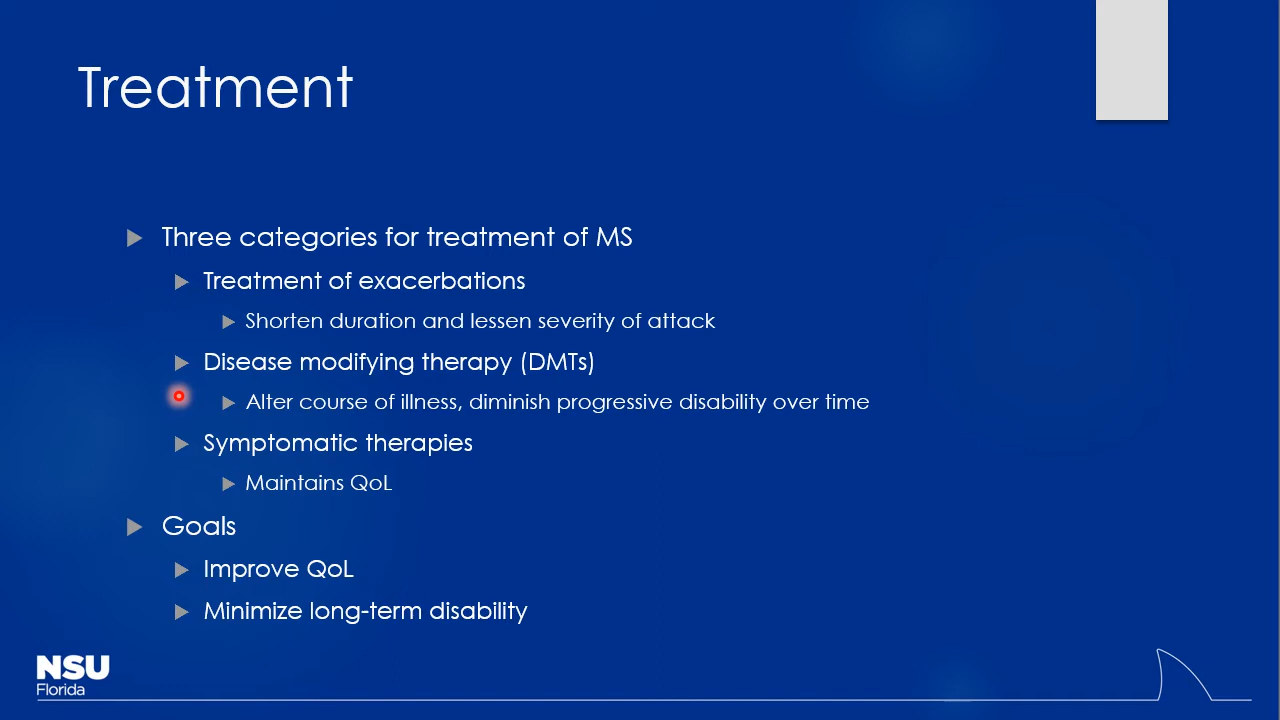 Treatment
Three categories for treatment of MS
Treatment of exacerbations
Shorten duration and lessen severity of attack
Disease modifying therapy (DMTs)
Alter course of illness, diminish progressive disability over time
Symptomatic therapies
Maintains QoL
Goals
Improve QoL
Minimize long-term disability
NSU
Florida